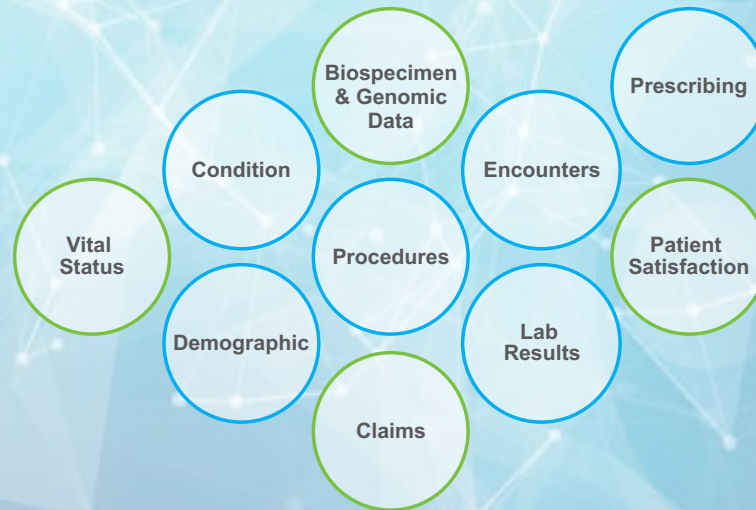 Biospecimen
& Genomic
Data
Prescribing
Condition
Encounters
Vital
Status
Procedures
Patient
Satisfaction
Demographic
Lab
Results
Claims